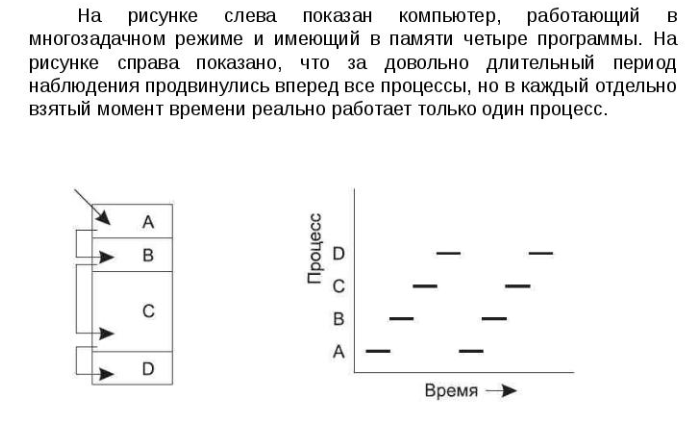 На рисунке слева показан компьютер, работающий в
многозадачном режиме и имеющий в памяти четыре программы. На
рисунке справа показано, что за довольно длительный период
наблюдения продвинулись вперед все процессы, но в каждый отдельно
взятый момент времени реально работает только один процесс.
A
B
C
D
Процесс
D
C
B
A
Время